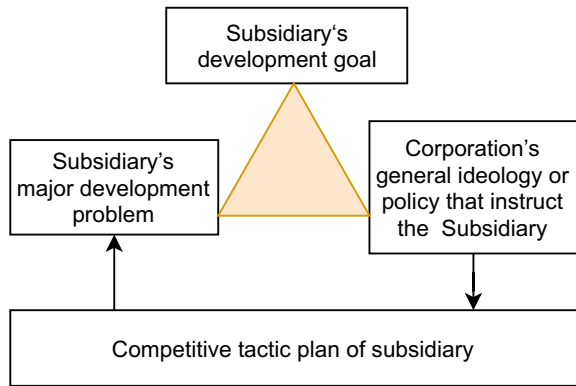 Subsidiary‘s
development goal
Subsidiary’s
major development
problem
Corporation’s
general ideology or
policy that instruct
the Subsidiary
Competitive tactic plan of subsidiary